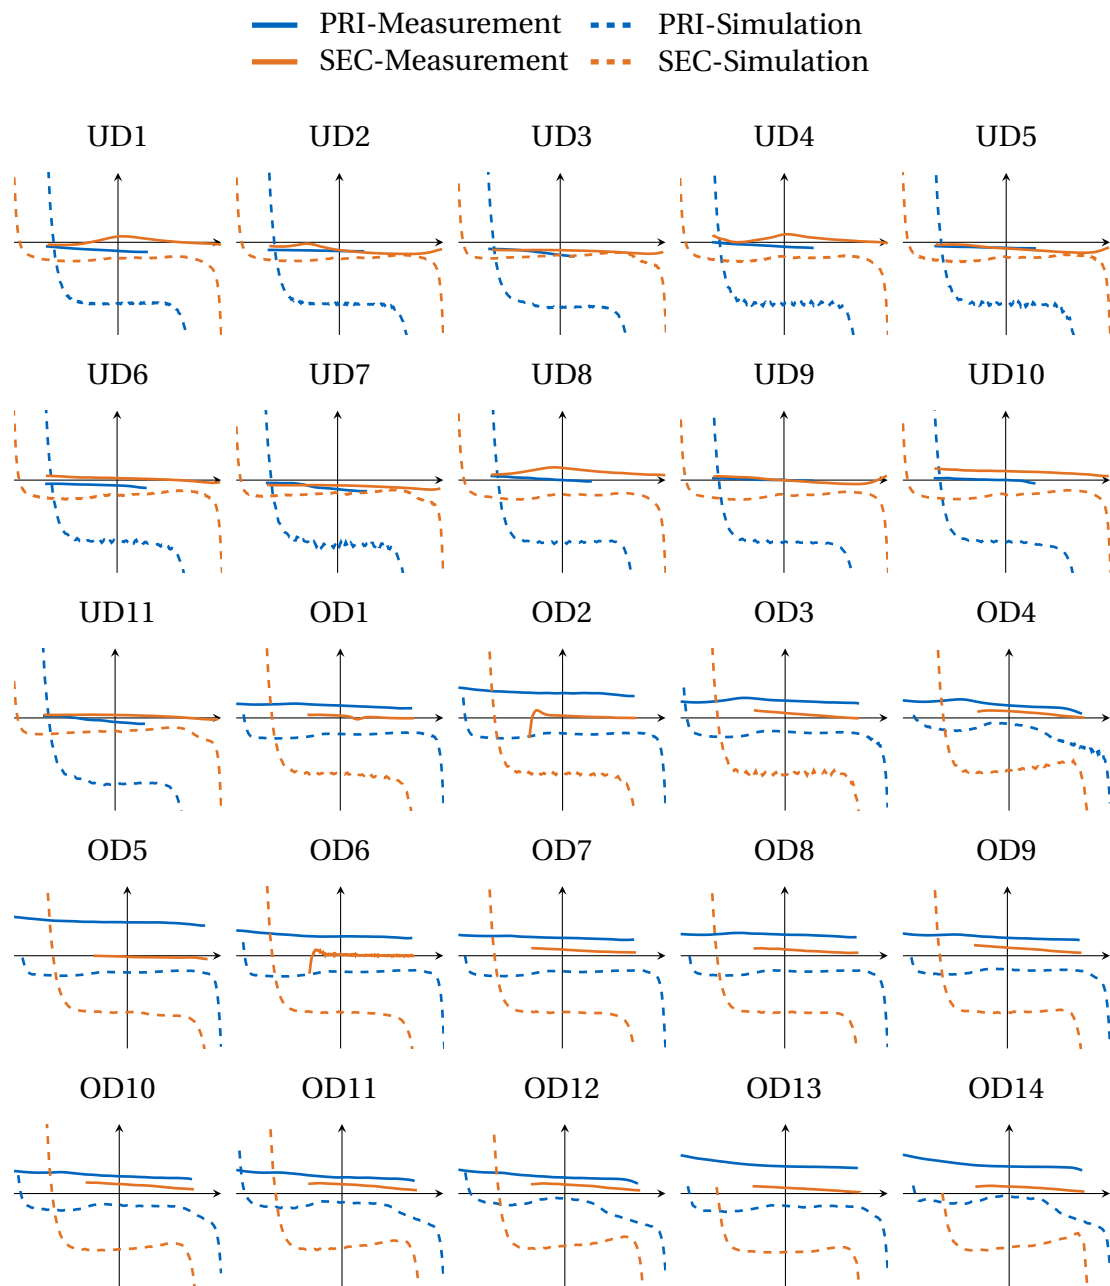 PRI-Measurement PRI-Simulation
SEC-Measurement SEC-Simulation
UD1 UD2 UD3 UD4 UD5
UD6 UD7 UD8 UD9 UD10
UD11 OD1 OD2 OD3 OD4
OD5 OD6 OD7 OD8 OD9
OD10 OD11 OD12 OD13 OD14